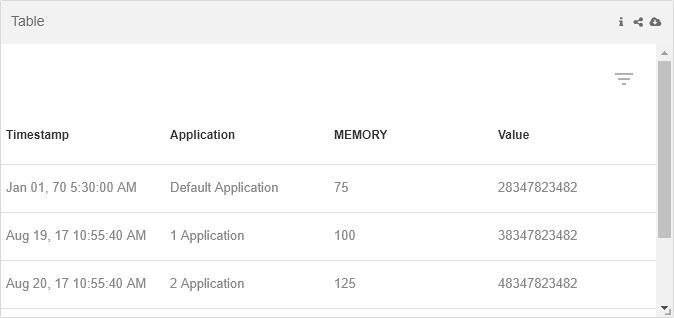 Table
Timestamp Application MEMORY Value
Jan 01, 70 5:30:00 AM Default Application 75 28347823482
Aug 19, 17 10:55:40 AM 1 Application 100 38347823482
Aug 20, 17 10:55:40 AM 2 Application 125 48347823482